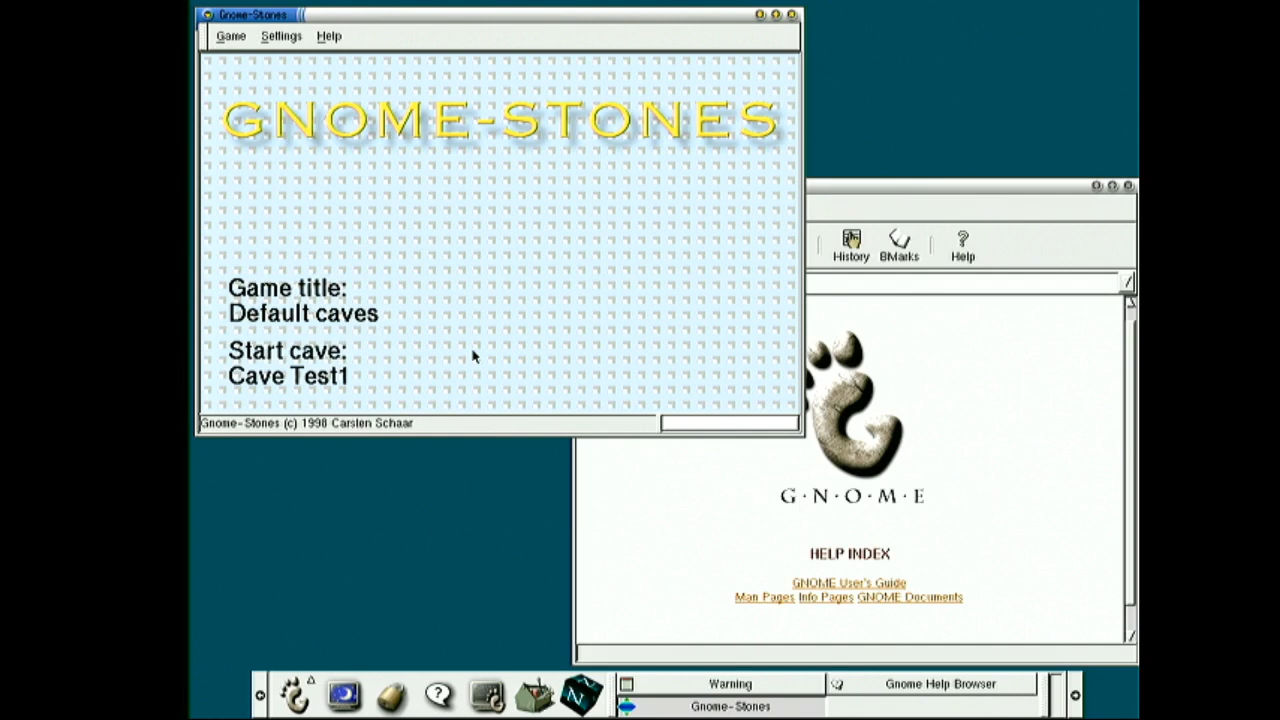 Gnome-Stones
Game Settings Help
GNOME-STONES
Game title:
Default caves
Start cave:
Cave Test1
Gnome-Stones (c) 1998 Carsten Schaar
History BMarks Help
G·N·O·M·E
HELP INDEX
GNOME User's Guide
Man Pages Info Pages GNOME Documents
Warning
Gnome Help Browser
Gnome-Stones